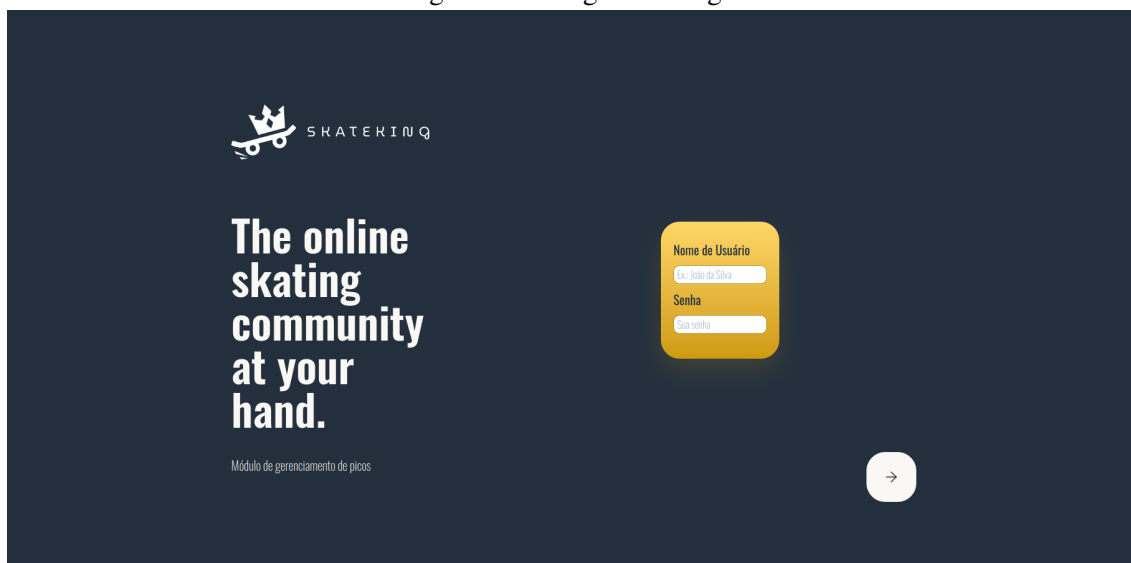 SKATEKING
The online
skating
community
at your
hand.
Módulo de gerenciamento de picos
Nome de Usuário
Ex.: João da Silva
Senha
Sua senha